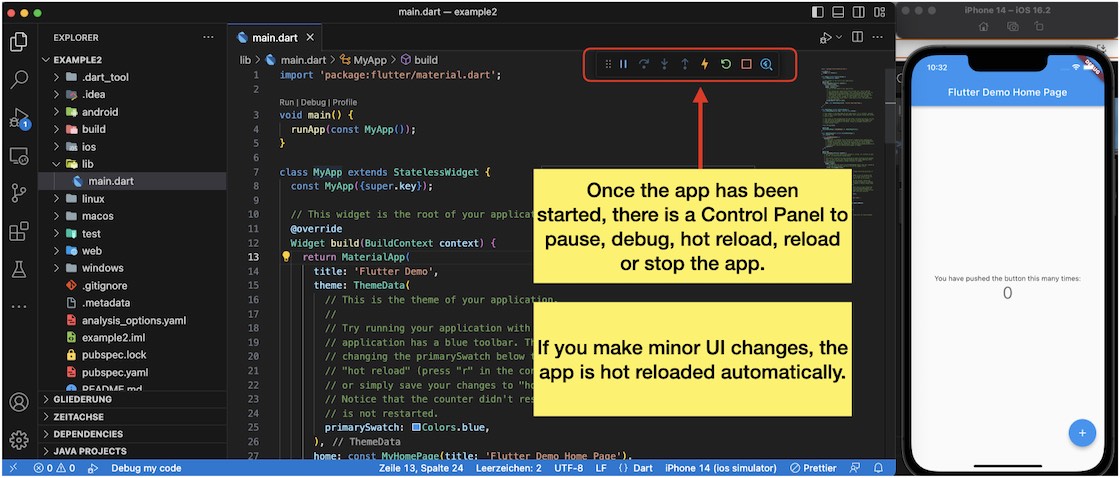 main.dart — example2
iPhone 14 – iOS 16.2
EXPLORER
EXAMPLE2
.dart_tool
.idea
android
build
ios
lib
main.dart
linux
macos
test
web
windows
.gitignore
.metadata
analysis_options.yaml
example2.iml
pubspec.lock
pubspec.yaml
README.md
GLIEDERUNG
ZEITACHSE
DEPENDENCIES
JAVA PROJECTS
1
main.dart
lib > main.dart > MyApp > build
1 import 'package:flutter/material.dart';
2
Run | Debug | Profile
3 void main() {
4 runApp(const MyApp());
5 }
6
7 class MyApp extends StatelessWidget {
8 const MyApp({super.key});
9
10 // This widget is the root of your applicat
11 @override
12 Widget build(BuildContext context) {
13 return MaterialApp(
14 title: 'Flutter Demo',
15 theme: ThemeData(
16 // This is the theme of your application.
17 //
18 // Try running your application with
19 // application has a blue toolbar. Th
20 // changing the primarySwatch below t
21 // "hot reload" (press "r" in the con
22 // or simply save your changes to "ho
23 // Notice that the counter didn't res
24 // is not restarted.
25 primarySwatch: Colors.blue,
26 ), // ThemeData
27 home: const MyHomePage(title: 'Flutter Demo Home Page'),
Once the app has been
started, there is a Control Panel to
pause, debug, hot reload, reload
or stop the app.
If you make minor UI changes, the
app is hot reloaded automatically.
10:32
DEBUG
Flutter Demo Home Page
You have pushed the button this many times:
0
+
0 0 Debug my code
Zeile 13, Spalte 24 Leerzeichen: 2 UTF-8 LF { } Dart iPhone 14 (ios simulator) Prettier